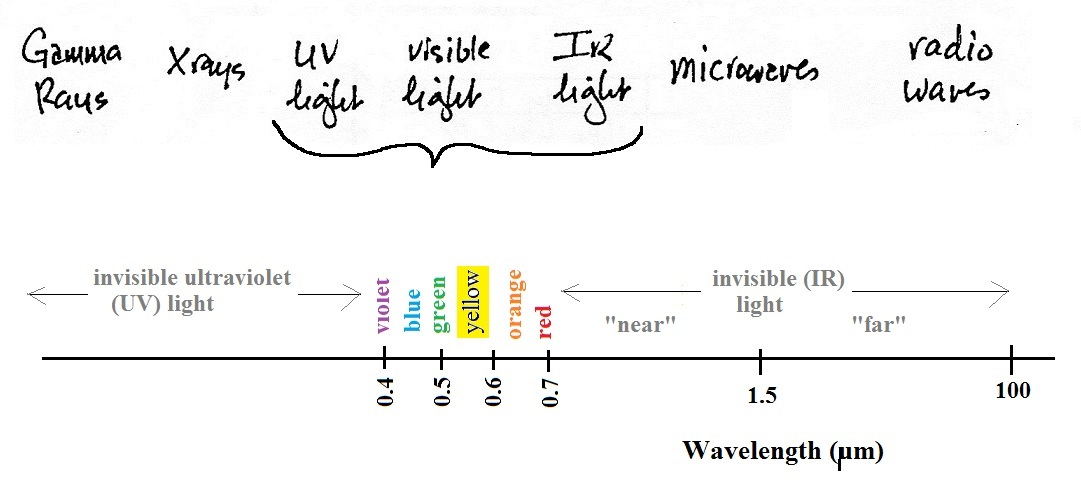 Gamma Rays
Xrays
UV light
visible light
IR light
microwaves
radio waves
invisible ultraviolet
(UV) light
violet
blue
green
yellow
orange
red
invisible (IR)
light
"near"
"far"
0.4
0.5
0.6
0.7
1.5
100
Wavelength (μm)